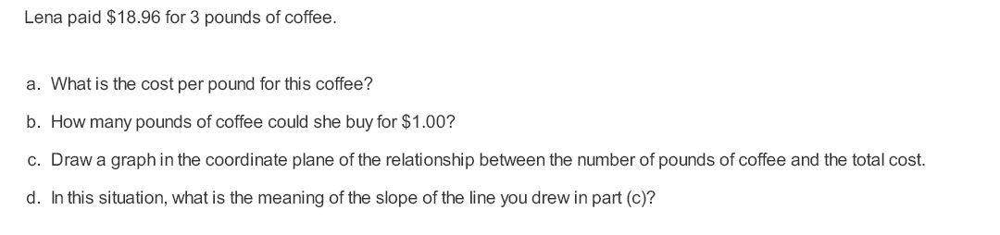 Lena paid $18.96 for 3 pounds of coffee.
a. What is the cost per pound for this coffee?
b. How many pounds of coffee could she buy for $1.00?
c. Draw a graph in the coordinate plane of the relationship between the number of pounds of coffee and the total cost.
d. In this situation, what is the meaning of the slope of the line you drew in part (c)?